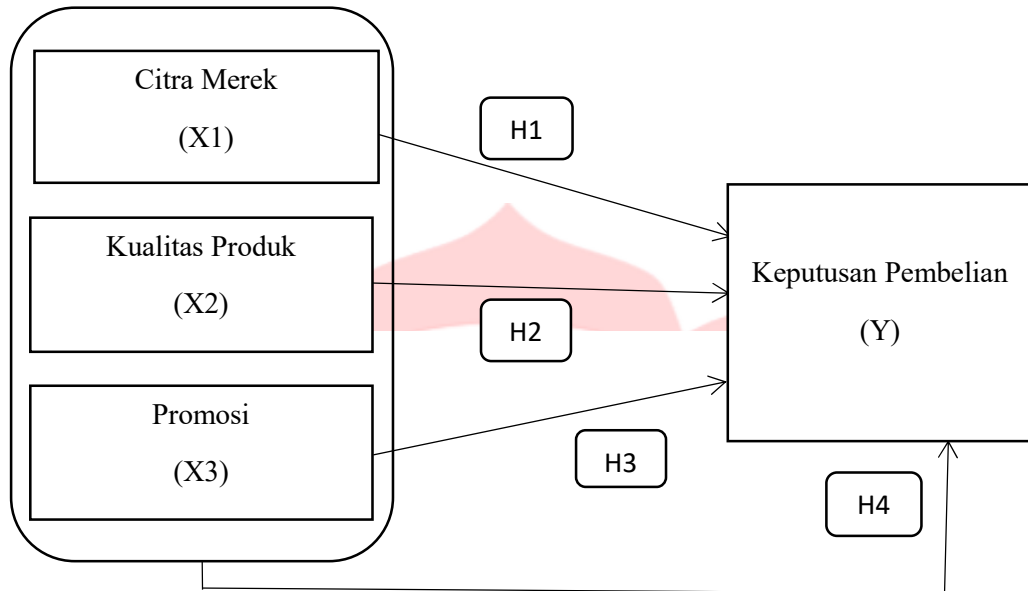 Citra Merek
(X1)
H1
Kualitas Produk
(X2)
H2
Keputusan Pembelian
(Y)
Promosi
(X3)
H3
H4